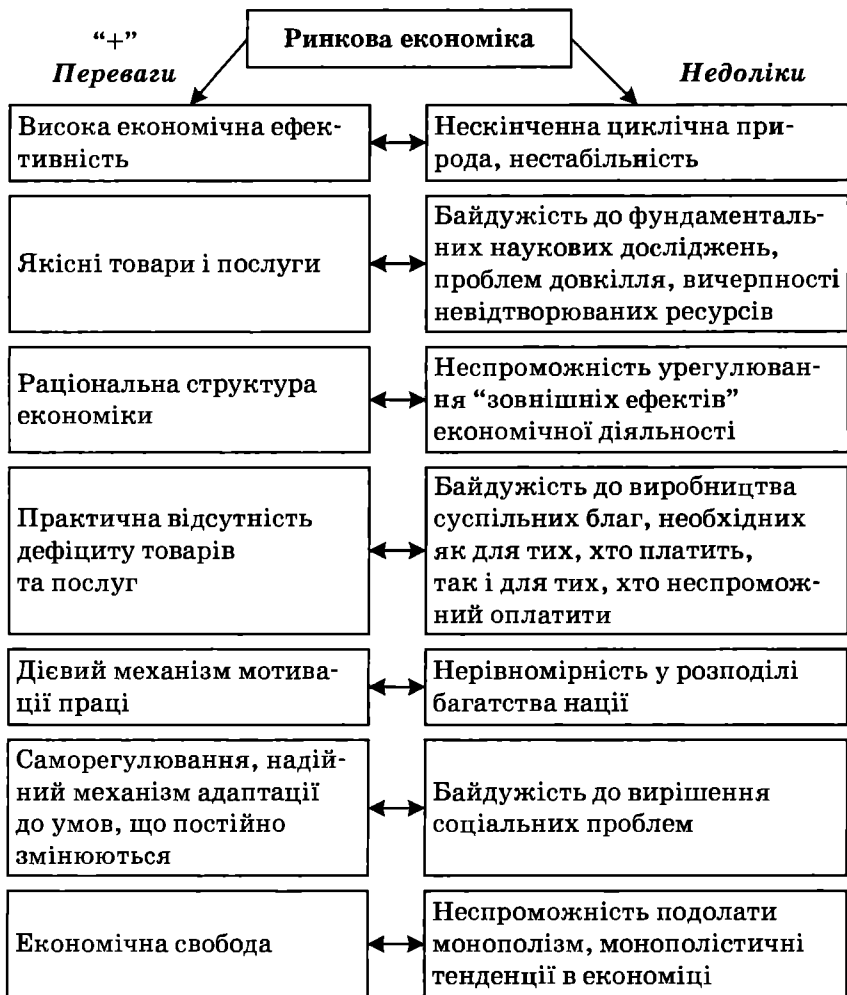 Ринкова економіка
“+”
Переваги
Недоліки
Висока економічна ефек-
тивність
Нескінченна циклічна при-
рода, нестабільність
Якісні товари і послуги
Байдужість до фундаменталь-
них наукових досліджень,
проблем довкілля, вичерпності
невідтворюваних ресурсів
Раціональна структура
економіки
Неспроможність урегулюван-
ня “зовнішніх ефектів”
економічної діяльності
Практична відсутність
дефіциту товарів
та послуг
Байдужість до виробництва
суспільних благ, необхідних
як для тих, хто платить,
так і для тих, хто неспромож-
ний оплатити
Дієвий механізм мотива-
ції праці
Нерівномірність у розподілі
багатства нації
Саморегулювання, надій-
ний механізм адаптації
до умов, що постійно
змінюються
Байдужість до вирішення
соціальних проблем
Економічна свобода
Неспроможність подолати
монополізм, монополістичні
тенденції в економіці